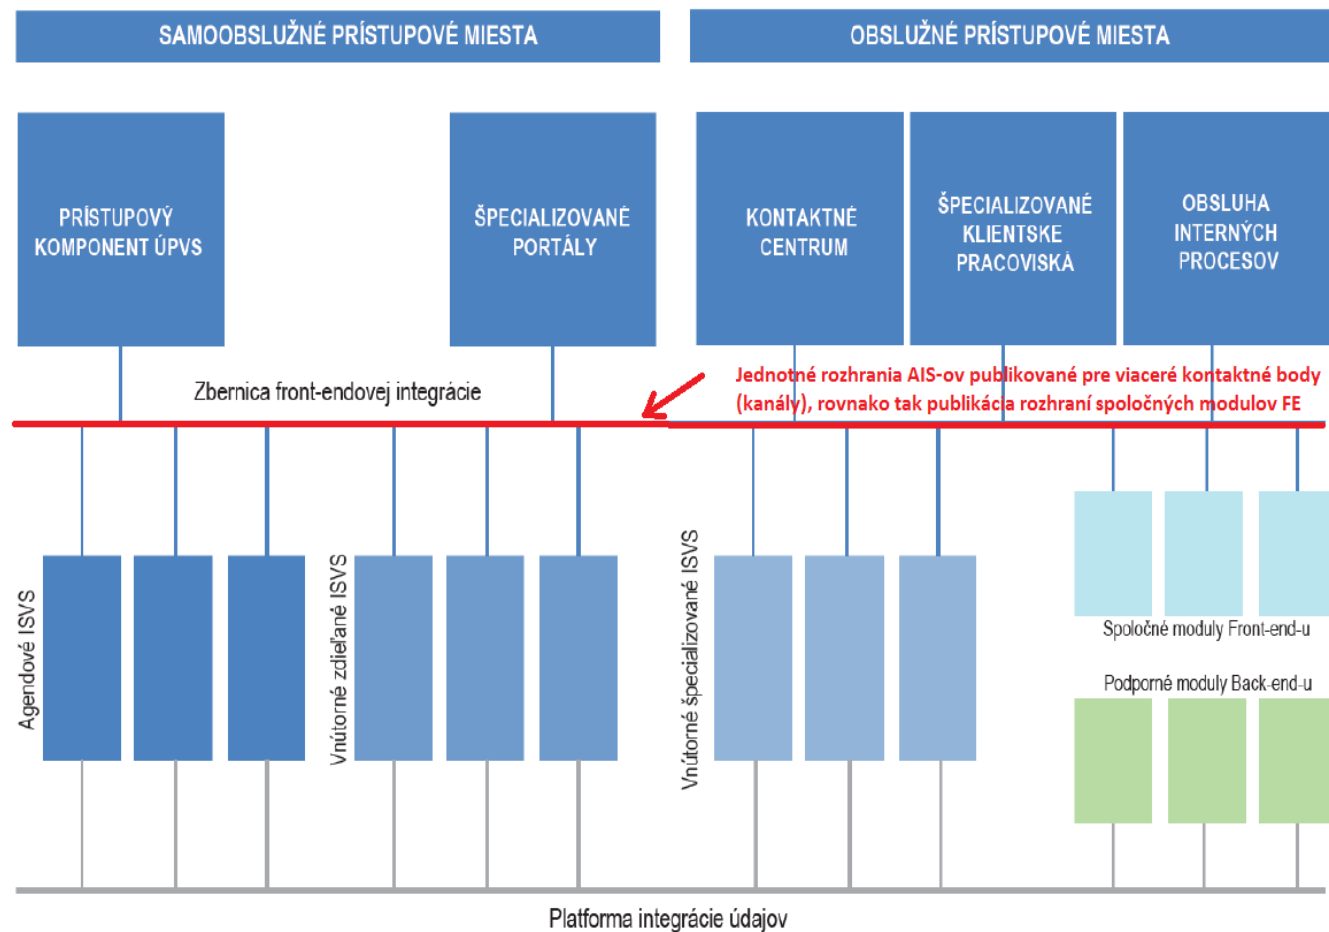 SAMOOBSLUŽNÉ PRÍSTUPOVÉ MIESTA
OBSLUŽNÉ PRÍSTUPOVÉ MIESTA
PRÍSTUPOVÝ
KOMPONENT ÚPVS
ŠPECIALIZOVANÉ
PORTÁLY
KONTAKTNÉ
CENTRUM
ŠPECIALIZOVANÉ
KLIENTSKE
PRACOVISKÁ
OBSLUHA
INTERNÝCH
PROCESOV
Zbernica front-endovej integrácie
Jednotné rozhrania AIS-ov publikované pre viaceré kontaktné body
(kanály), rovnako tak publikácia rozhraní spoločných modulov FE
Agendové ISVS
Vnútorné zdieľané ISVS
Vnútorné špecializované ISVS
Spoločné moduly Front-end-u
Podporné moduly Back-end-u
Platforma integrácie údajov